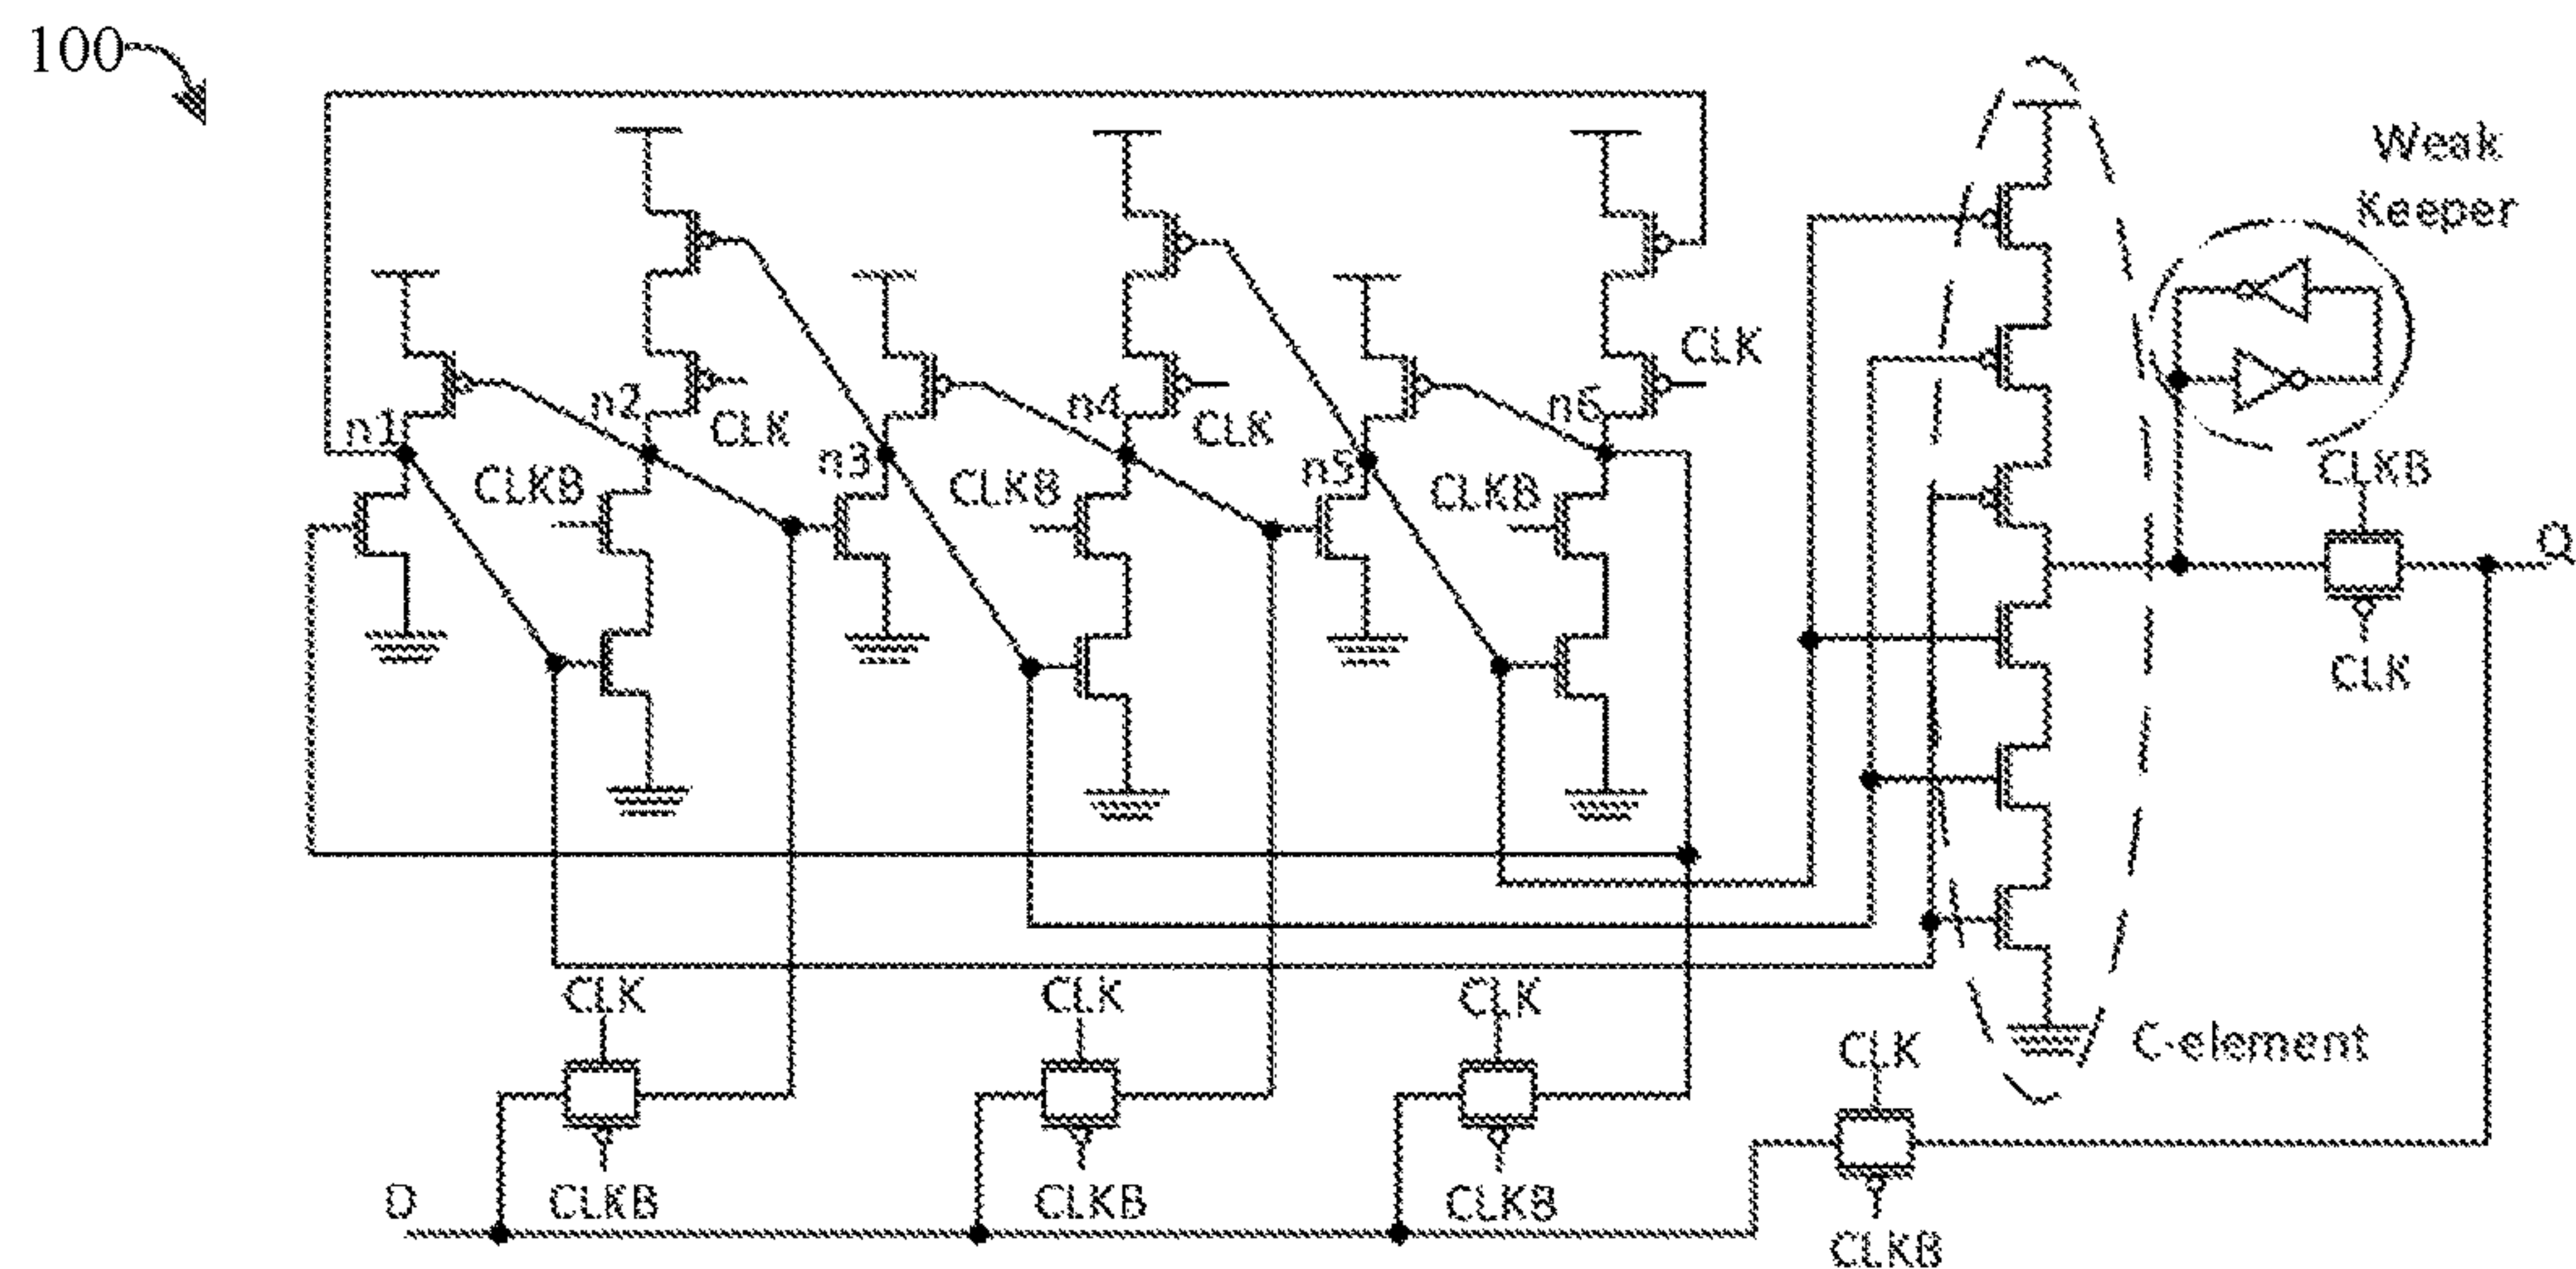 100
Weak
Keeper
CLK
n1
n2
CLK
n3
n4
CLK
n5
n6
CLKB
CLKB
CLKB
CLKB
Q
CLK
CLK
CLK
CLK
CLK
C-element
D
CLKB
CLKB
CLKB
CLKB